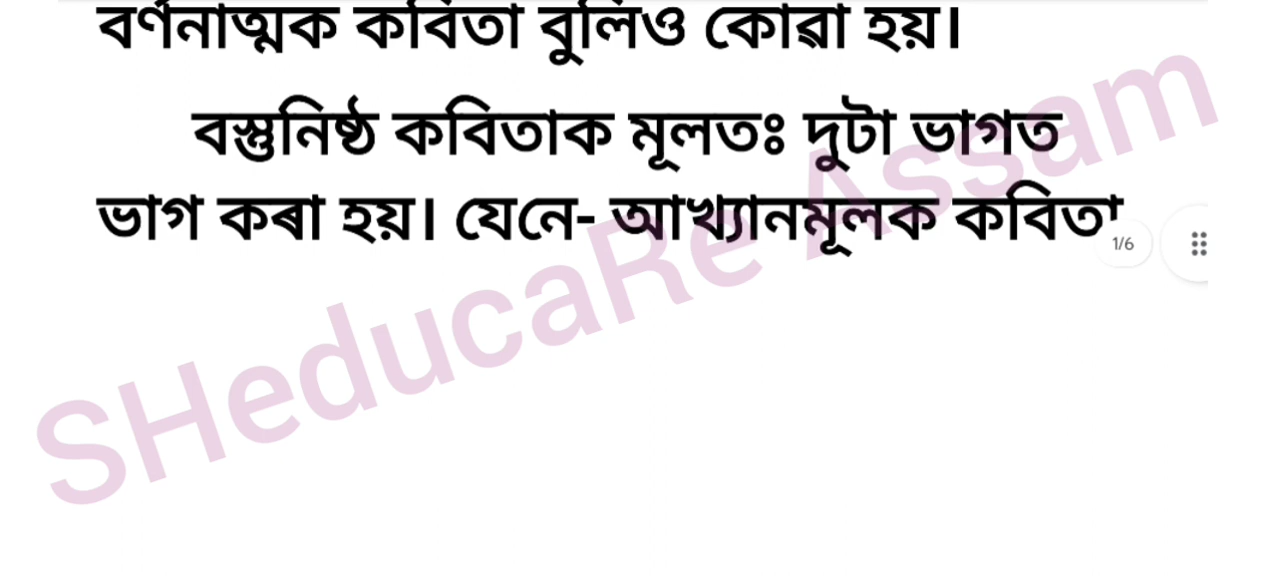 বৰ্ণনাত্মক কবিতা বুলিও কোৱা হয়।
বস্তুনিষ্ঠ কবিতাক মূলতঃ দুটা ভাগত
ভাগ কৰা হয়। যেনে- আখ্যানমূলক কবিতা
1/6
SHeducaRe Assam